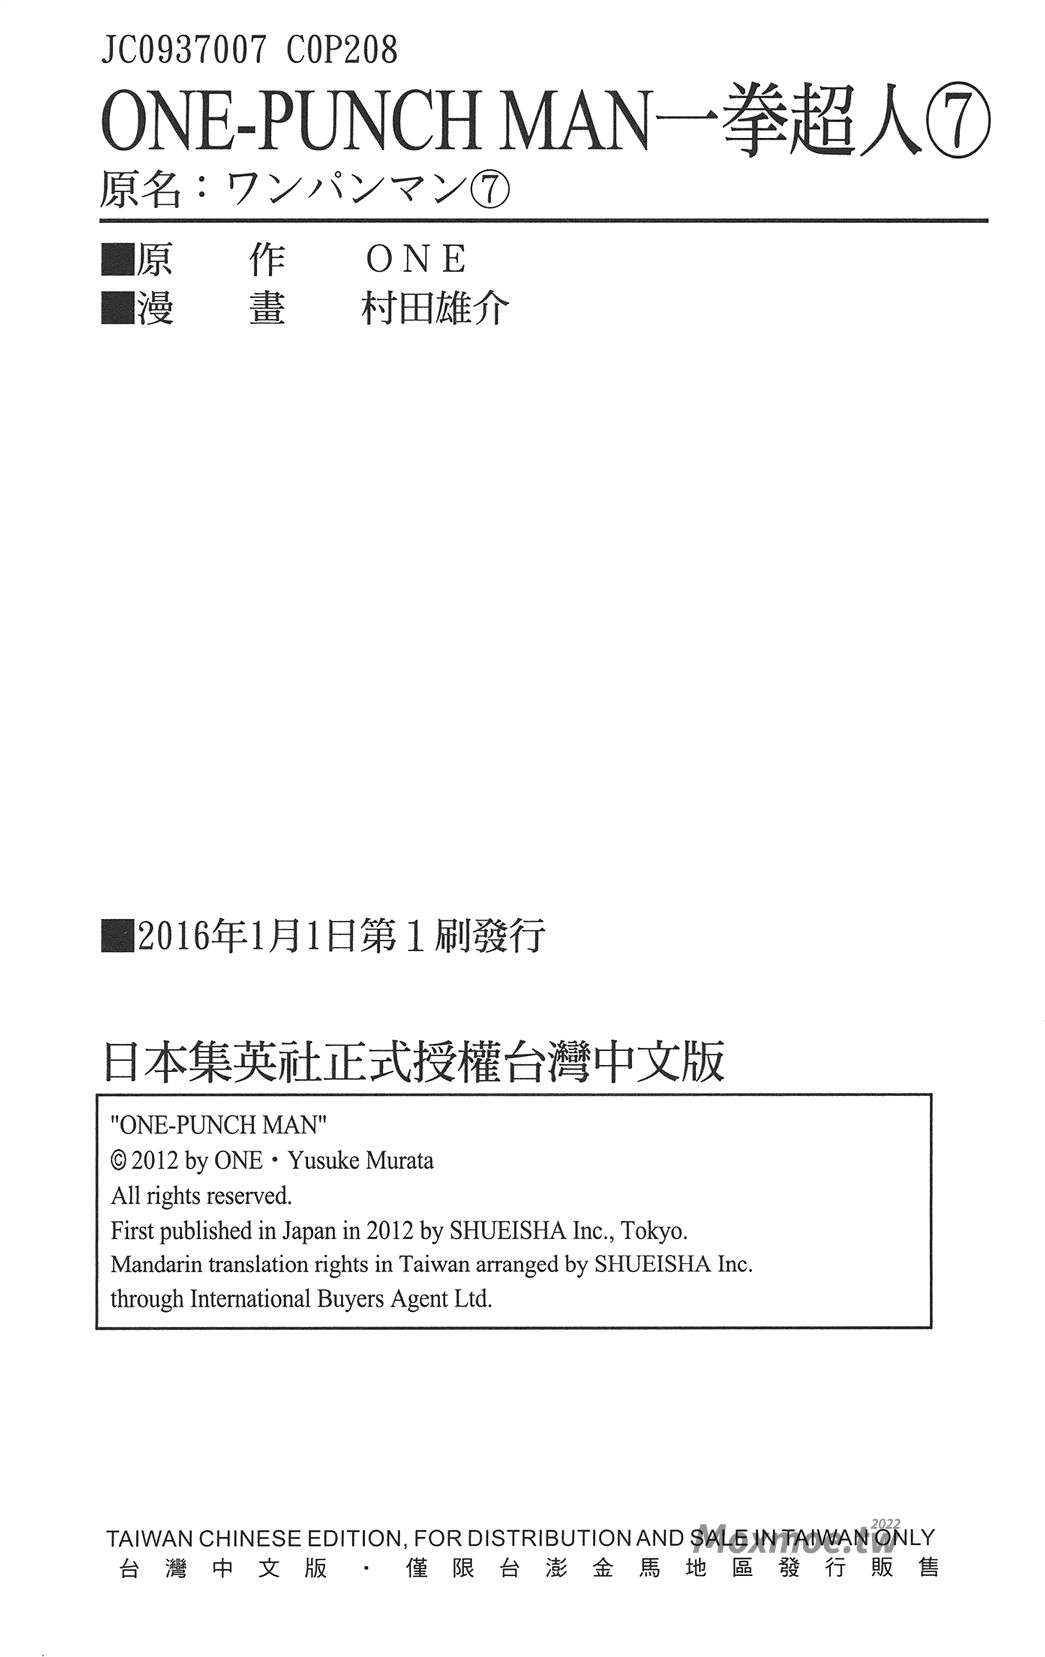 JC0937007 C0P208
ONE-PUNCH MAN一拳超人⑦
原名：ワンパンマン⑦
■原　作　ONE
■漫　畫　村田雄介
■2016年1月1日第１刷發行
日本集英社正式授權台灣中文版
"ONE-PUNCH MAN"
© 2012 by ONE・Yusuke Murata
All rights reserved.
First published in Japan in 2012 by SHUEISHA Inc., Tokyo.
Mandarin translation rights in Taiwan arranged by SHUEISHA Inc.
through International Buyers Agent Ltd.
2022
Moxmoe.tw
TAIWAN CHINESE EDITION, FOR DISTRIBUTION AND SALE IN TAIWAN ONLY
台灣中文版・僅限台澎金馬地區發行販售